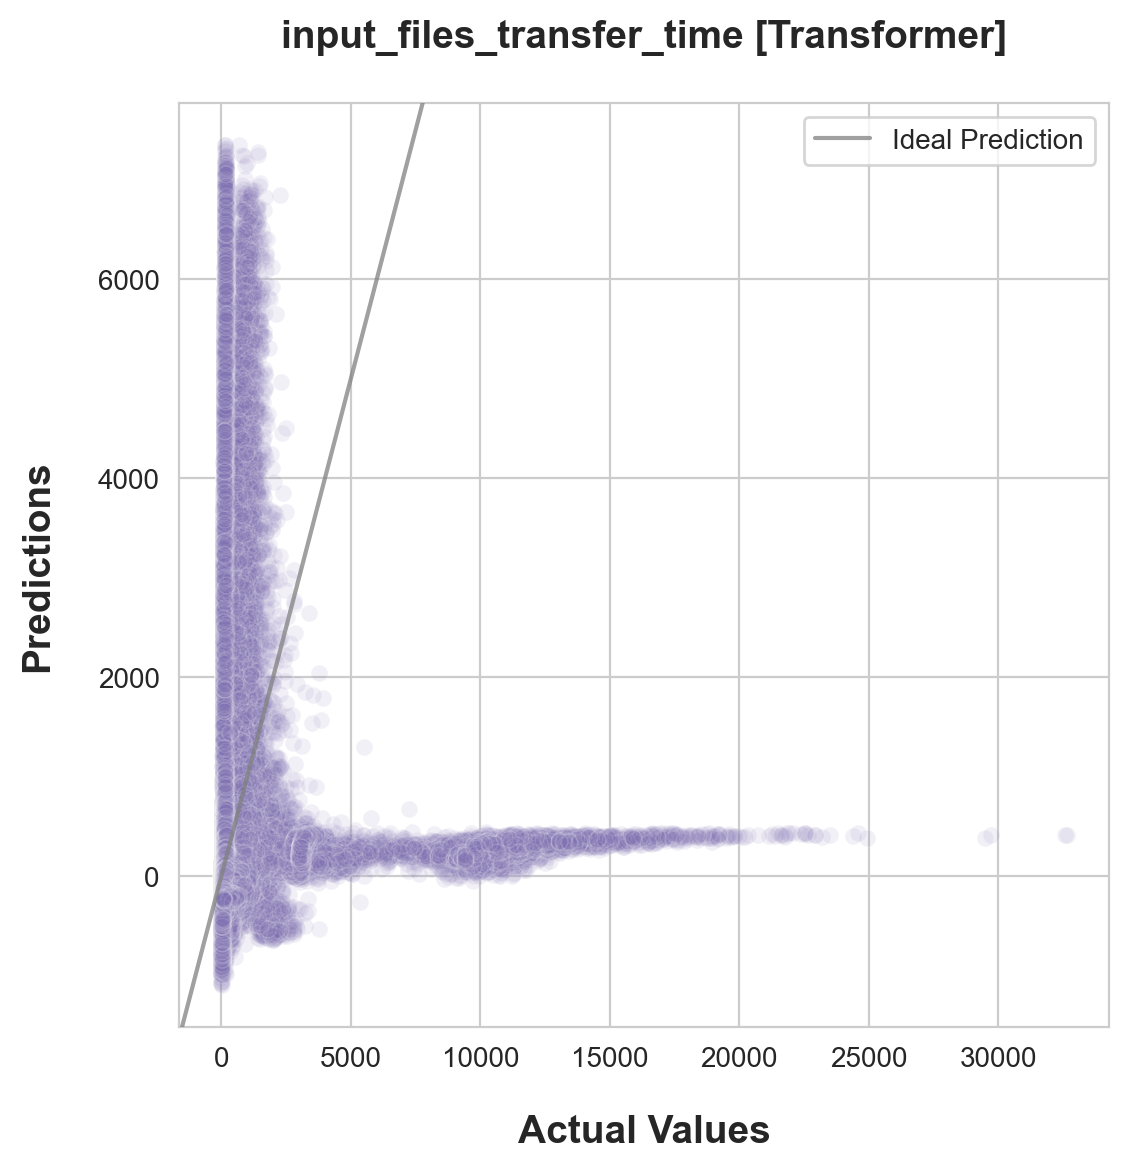 input_files_transfer_time [Transformer]
Ideal Prediction
Predictions
6000
4000
2000
0
0
5000
10000
15000
20000
25000
30000
Actual Values